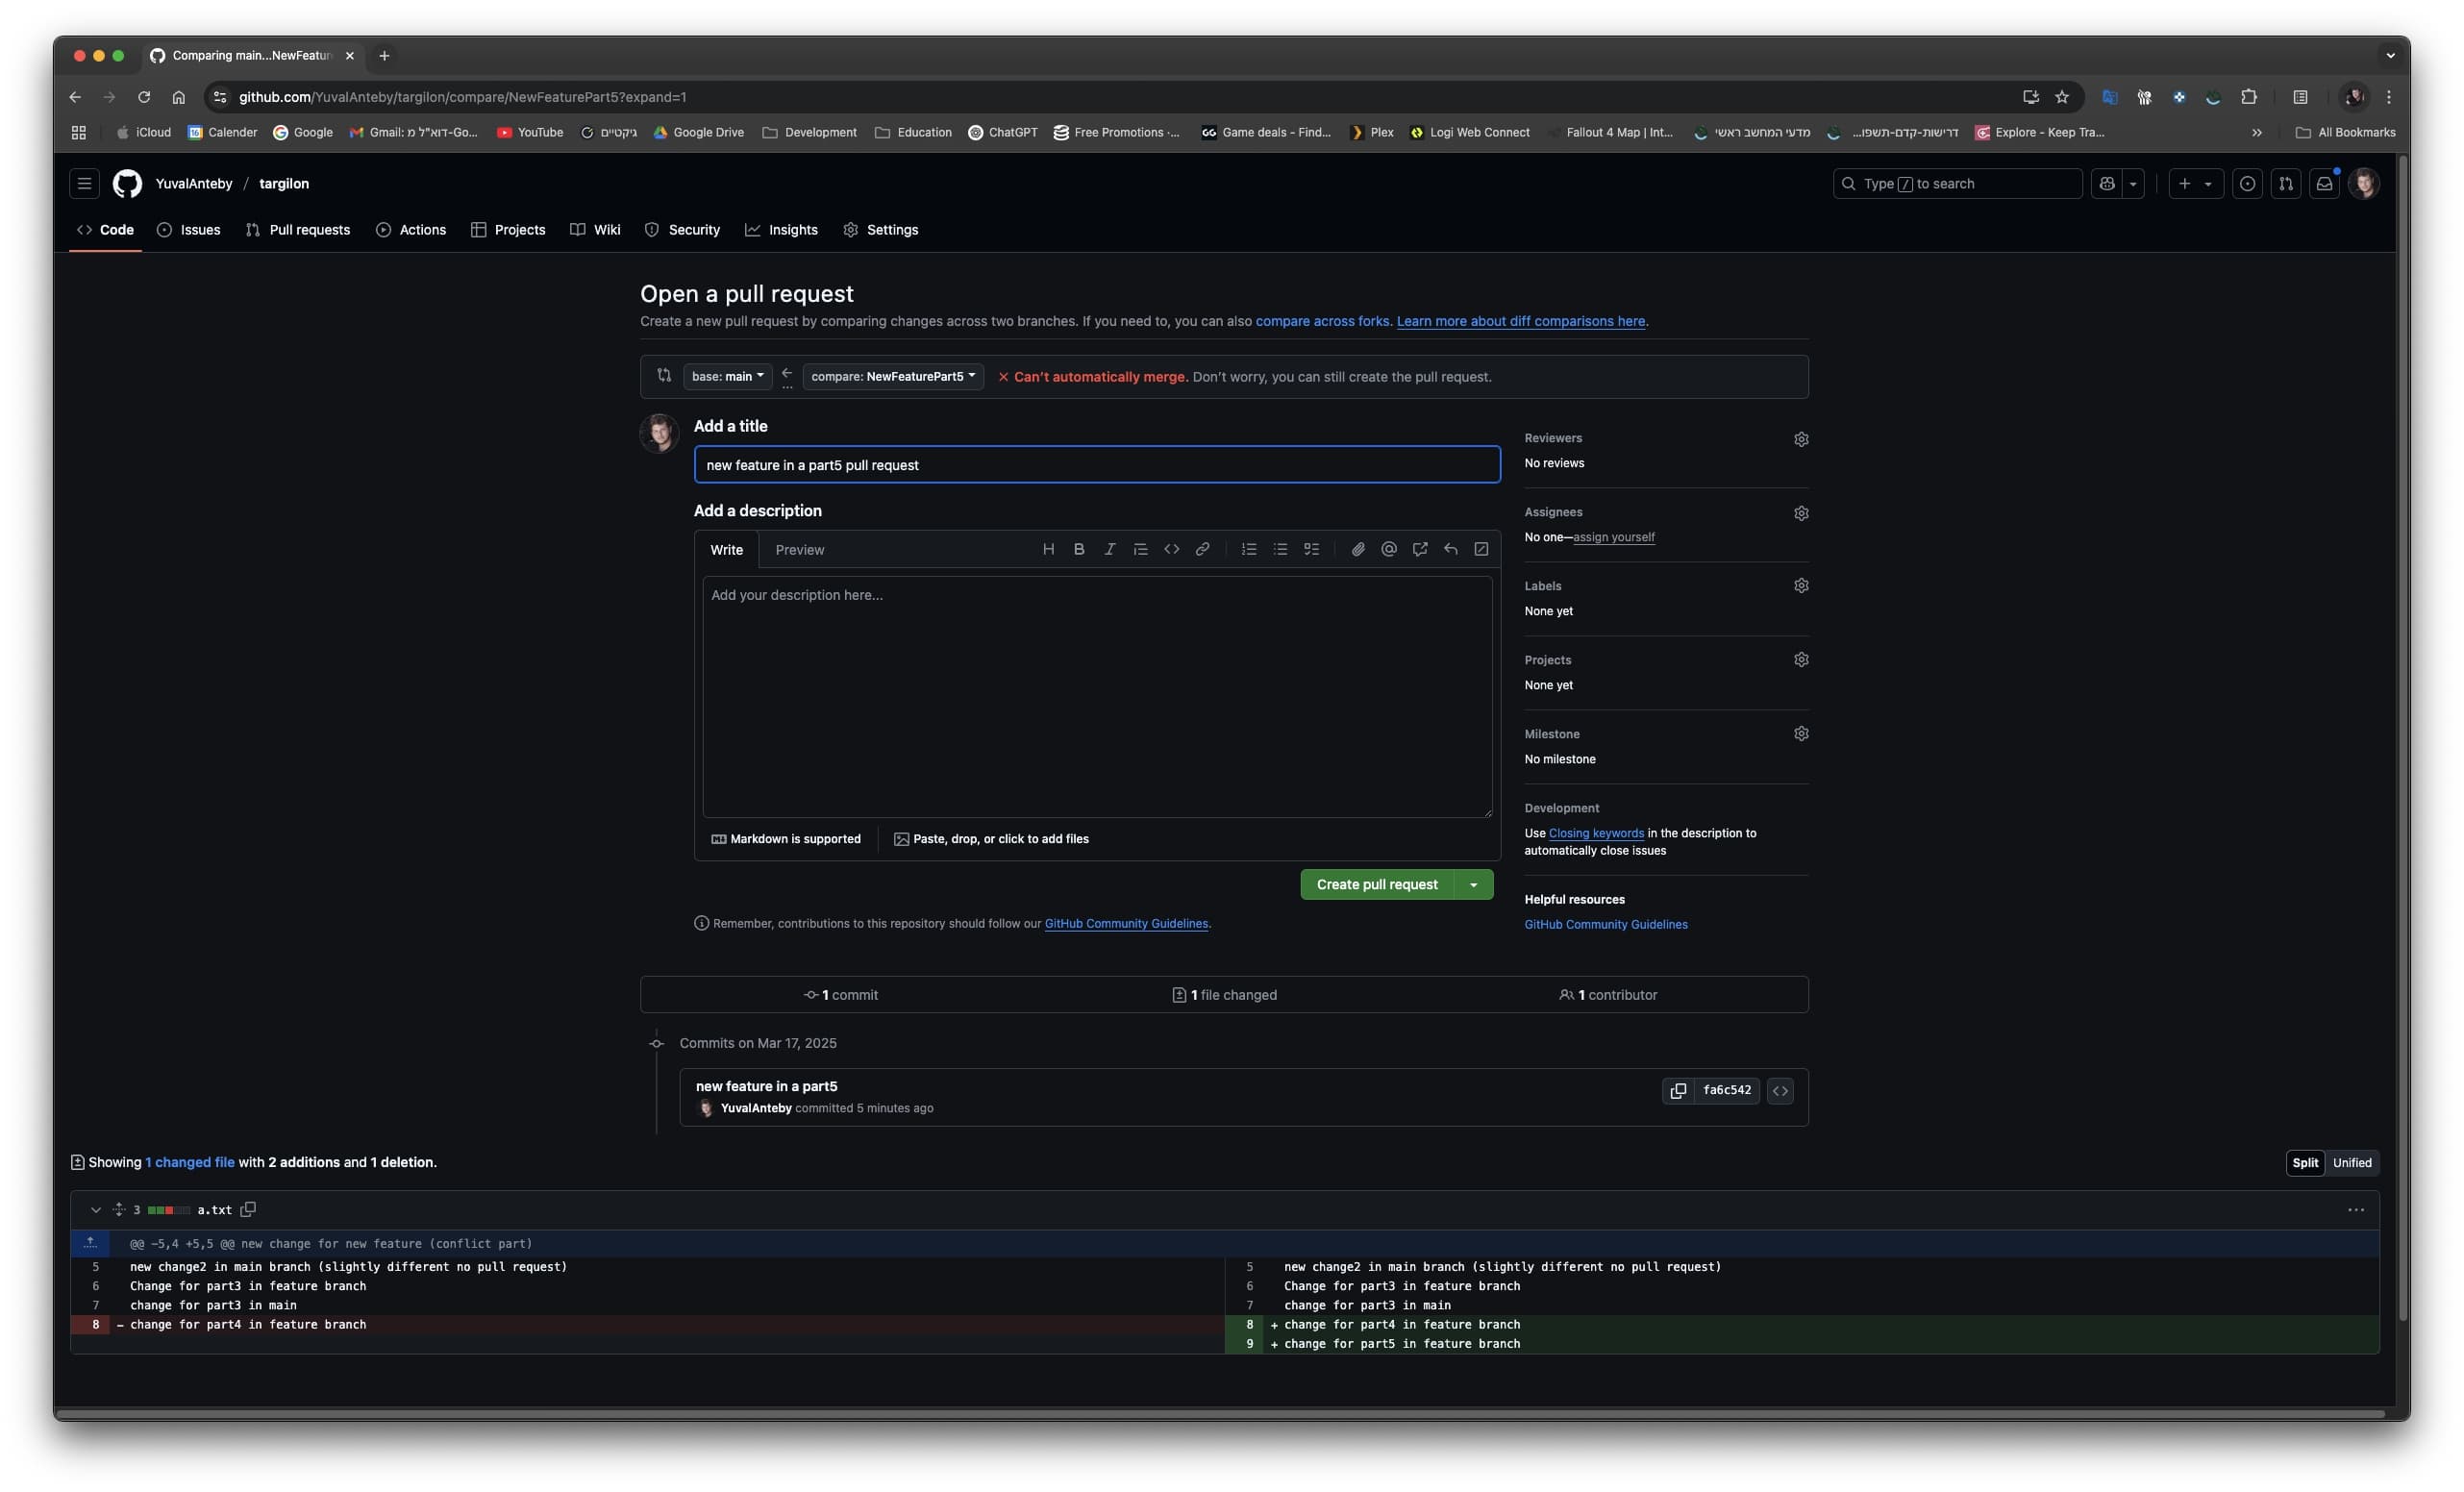 Comparing main...NewFeatur
github.com/YuvalAnteby/targilon/compare/NewFeaturePart5?expand=1
iCloud
Calender
Google
Gmail: דוא"ל מ-Go...
YouTube
גיקטיים
Google Drive
Development
Education
ChatGPT
Free Promotions -...
GG Game deals - Find...
Plex
Logi Web Connect
Fallout 4 Map | Int...
מדעי המחשב ראשי
דרישות-קדם-תשפו...
Explore - Keep Tra...
All Bookmarks
YuvalAnteby / targilon
Type / to search
Code
Issues
Pull requests
Actions
Projects
Wiki
Security
Insights
Settings
Open a pull request
Create a new pull request by comparing changes across two branches. If you need to, you can also compare across forks. Learn more about diff comparisons here.
base: main
compare: NewFeaturePart5
Can't automatically merge. Don't worry, you can still create the pull request.
Add a title
new feature in a part5 pull request
Add a description
Write
Preview
Add your description here...
Markdown is supported
Paste, drop, or click to add files
Create pull request
Remember, contributions to this repository should follow our GitHub Community Guidelines.
Reviewers
No reviews
Assignees
No one—assign yourself
Labels
None yet
Projects
None yet
Milestone
No milestone
Development
Use Closing keywords in the description to
automatically close issues
Helpful resources
GitHub Community Guidelines
1 commit
1 file changed
1 contributor
Commits on Mar 17, 2025
new feature in a part5
YuvalAnteby committed 5 minutes ago
fa6c542
Showing 1 changed file with 2 additions and 1 deletion.
Split
Unified
3 a.txt
@@ -5,4 +5,5 @@ new change for new feature (conflict part)
5 new change2 in main branch (slightly different no pull request)
6 Change for part3 in feature branch
7 change for part3 in main
8 - change for part4 in feature branch
5 new change2 in main branch (slightly different no pull request)
6 Change for part3 in feature branch
7 change for part3 in main
8 + change for part4 in feature branch
9 + change for part5 in feature branch